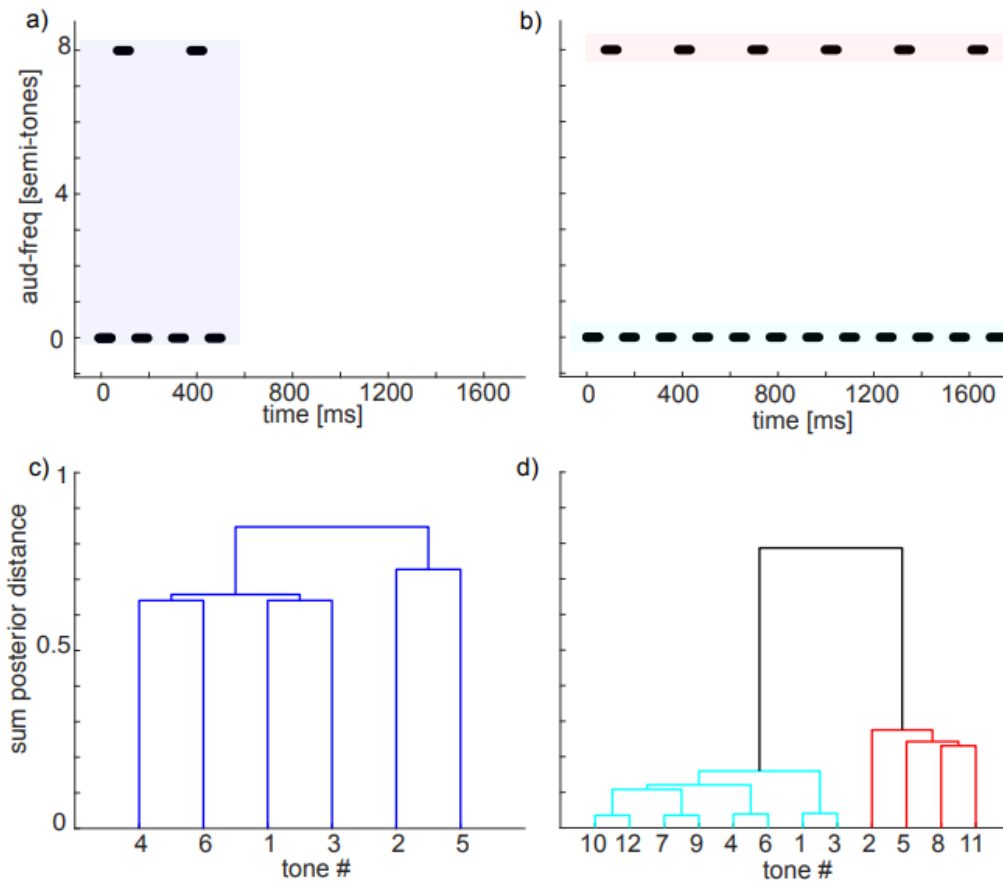 a)
b)
8
4
0
aud-freq [semi-tones]
0 400 800 1200 1600
time [ms]
0 400 800 1200 1600
time [ms]
c)
d)
1
0.5
0
sum posterior distance
4 6 1 3 2 5
tone #
10 12 7 9 4 6 1 3 2 5 8 11
tone #